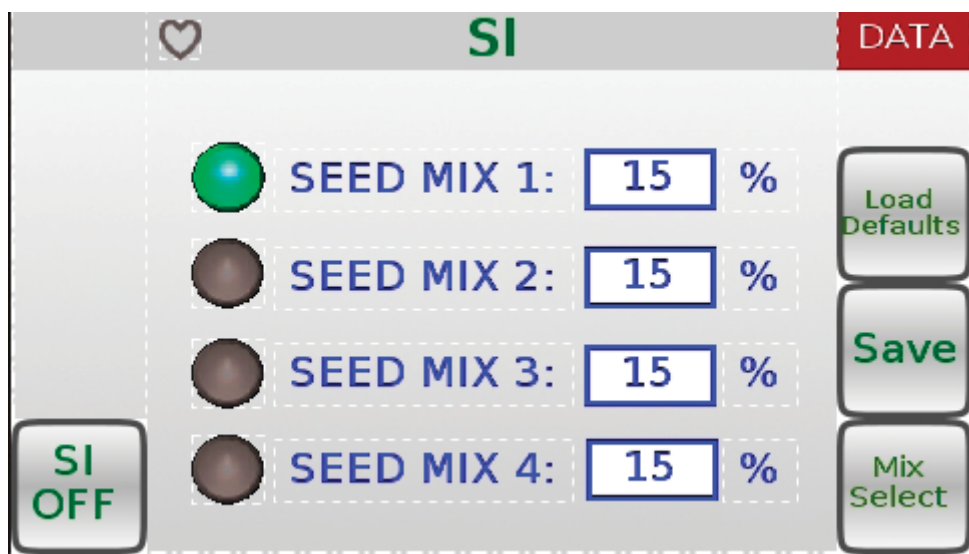 SI
DATA
SEED MIX 1: 15 %
SEED MIX 2: 15 %
SEED MIX 3: 15 %
SEED MIX 4: 15 %
Load
Defaults
Save
Mix
Select
SI
OFF